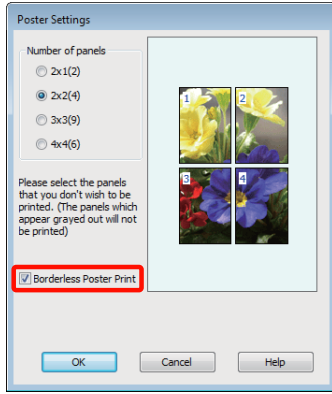 Poster Settings
Number of panels
2x1(2)
2x2(4)
3x3(9)
4x4(6)
Please select the panels
that you don't wish to be
printed. (The panels which
appear grayed out will not
be printed)
Borderless Poster Print
1
2
3
4
OK
Cancel
Help